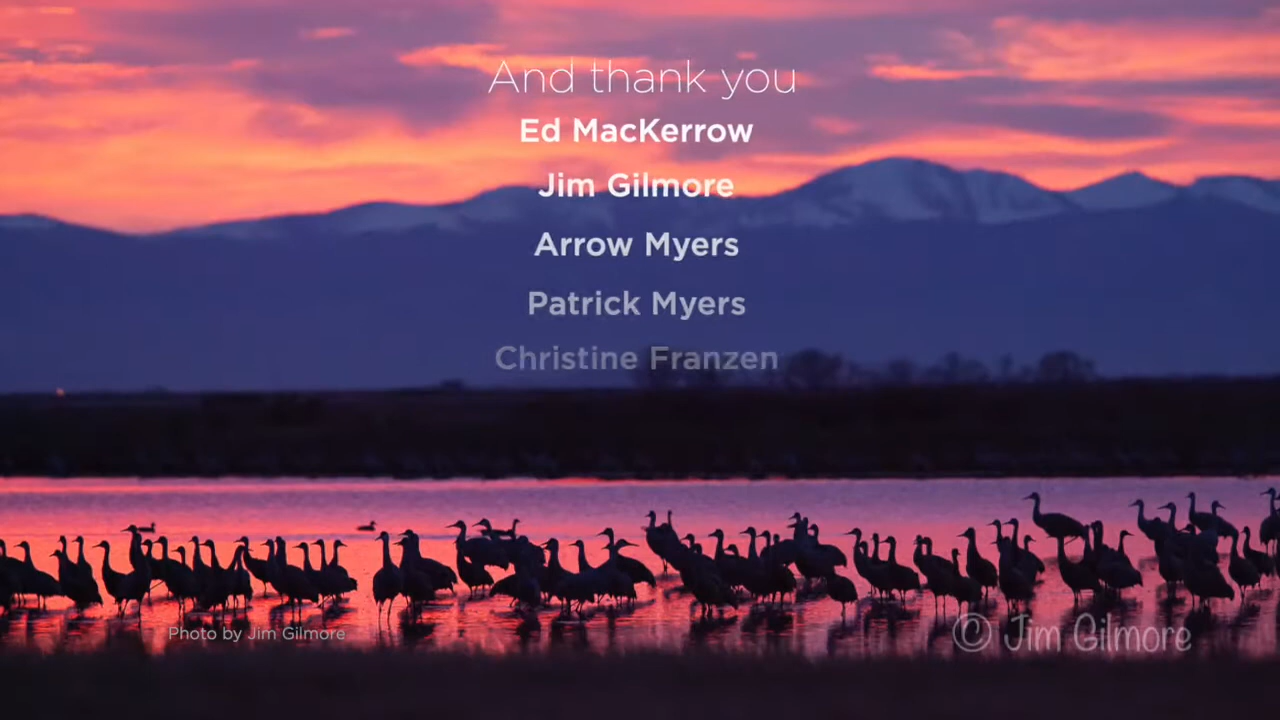 And thank you
Ed MacKerrow
Jim Gilmore
Arrow Myers
Patrick Myers
Christine Franzen
Photo by Jim Gilmore
© Jim Gilmore